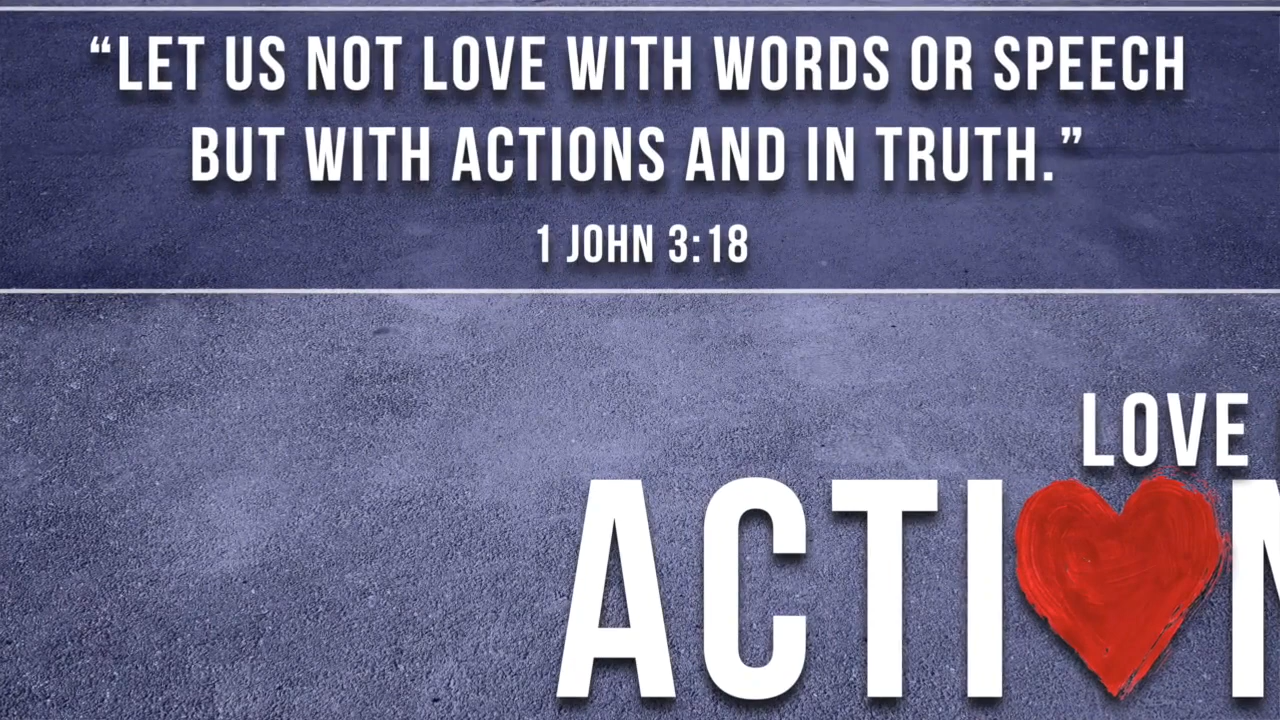 “LET US NOT LOVE WITH WORDS OR SPEECH
BUT WITH ACTIONS AND IN TRUTH.”
1 JOHN 3:18
LOVE
ACTI❤N